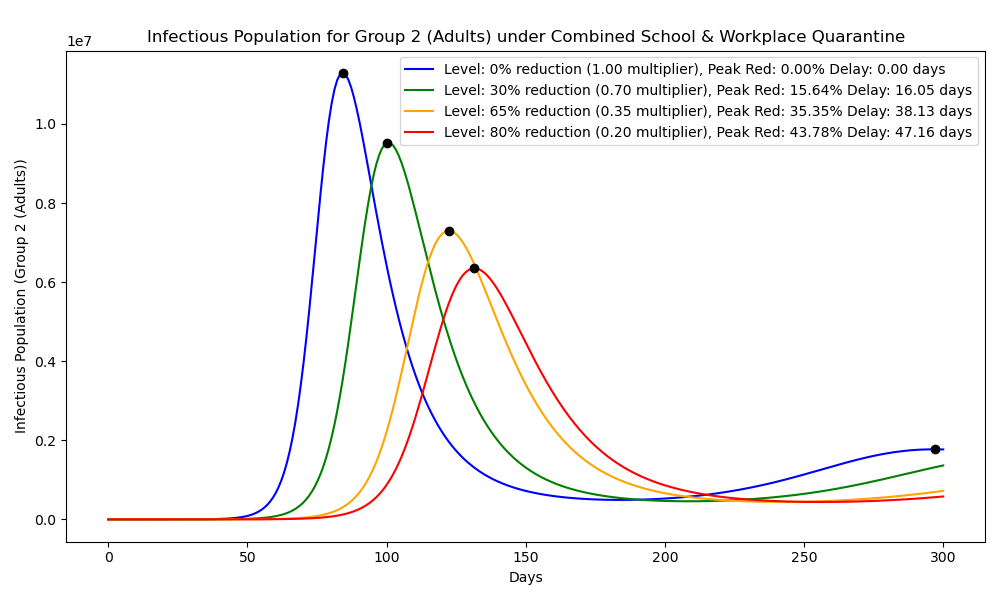 Infectious Population for Group 2 (Adults) under Combined School & Workplace Quarantine
1e7
Level: 0% reduction (1.00 multiplier), Peak Red: 0.00% Delay: 0.00 days
Level: 30% reduction (0.70 multiplier), Peak Red: 15.64% Delay: 16.05 days
Level: 65% reduction (0.35 multiplier), Peak Red: 35.35% Delay: 38.13 days
Level: 80% reduction (0.20 multiplier), Peak Red: 43.78% Delay: 47.16 days
Infectious Population (Group 2 (Adults))
1.0
0.8
0.6
0.4
0.2
0.0
0 50 100 150 200 250 300
Days